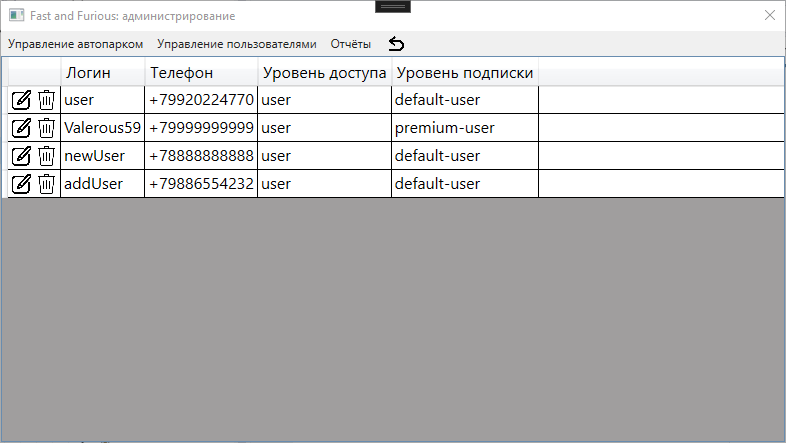 Fast and Furious: администрирование
Управление автопарком Управление пользователями Отчёты
Логин Телефон Уровень доступа Уровень подписки
user +79920224770 user default-user
Valerous59 +79999999999 user premium-user
newUser +78888888888 user default-user
addUser +79886554232 user default-user